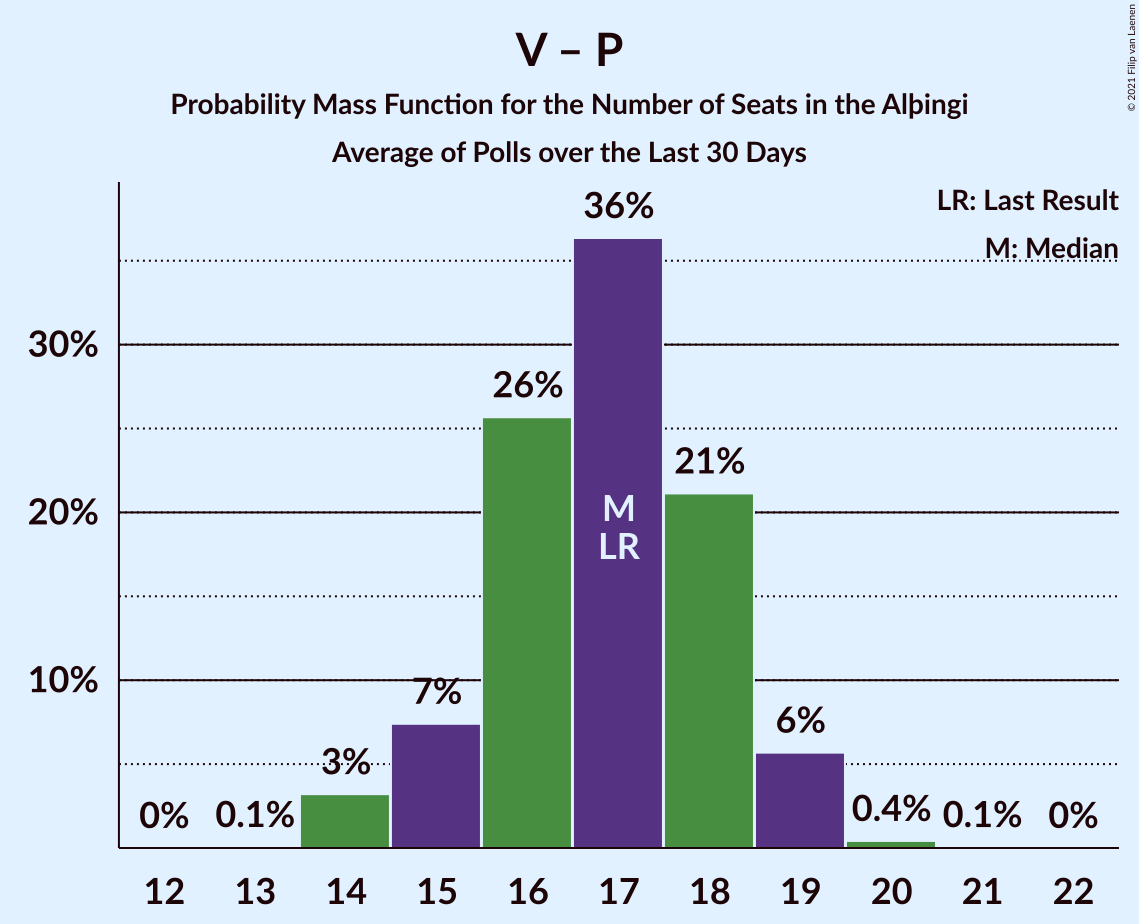 V – P
Probability Mass Function for the Number of Seats in the Alþingi
Average of Polls over the Last 30 Days
© 2021 Filip van Laenen
LR: Last Result
M: Median
30%
20%
10%
0%
0.1%
3%
7%
26%
36%
21%
6%
0.4%
0.1%
0%
M
LR
12 13 14 15 16 17 18 19 20 21 22